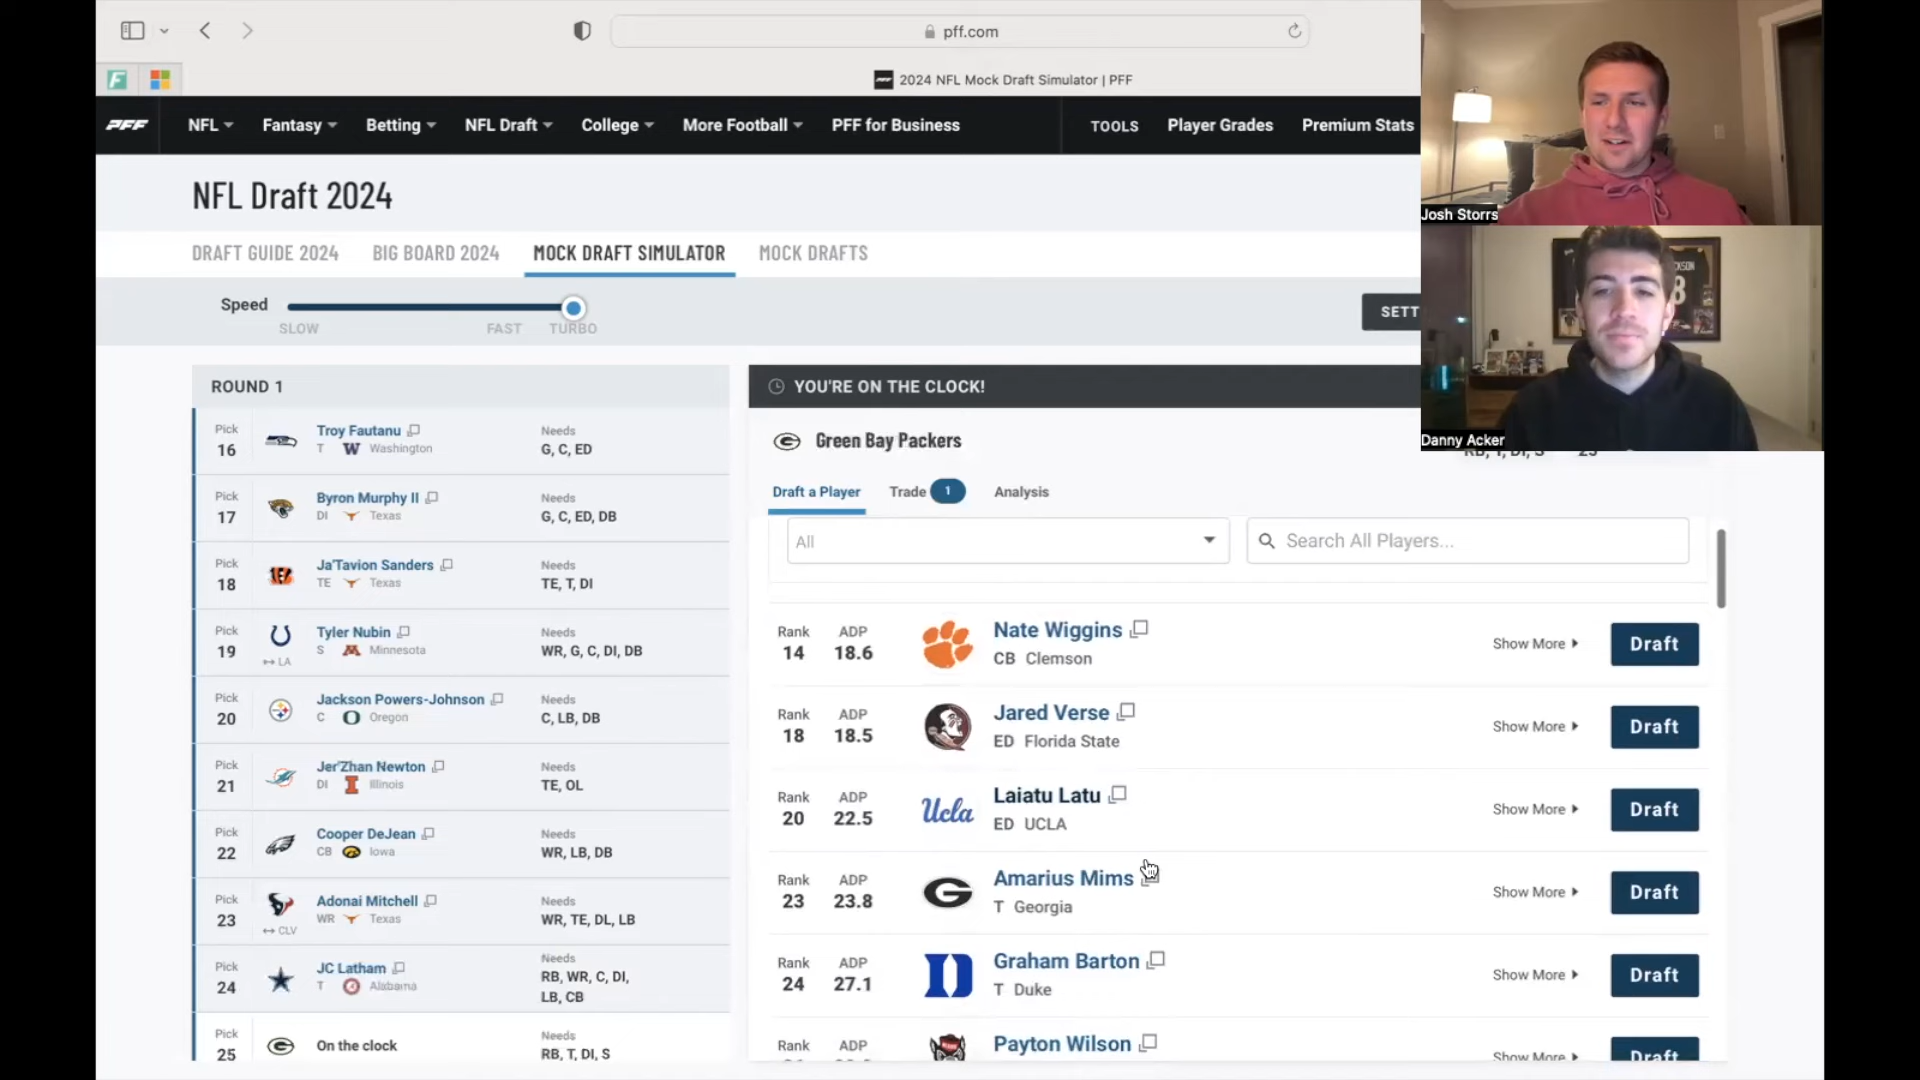 pff.com
2024 NFL Mock Draft Simulator | PFF
PFF
NFL
Fantasy
Betting
NFL Draft
College
More Football
PFF for Business
TOOLS
Player Grades
Premium Stats
NFL Draft 2024
DRAFT GUIDE 2024
BIG BOARD 2024
MOCK DRAFT SIMULATOR
MOCK DRAFTS
Speed
SLOW
FAST
TURBO
SETT
Josh Storrs
Danny Acker
ROUND 1
Pick 16
Troy Fautanu
T W Washington
Needs
G, C, ED
Pick 17
Byron Murphy II
DI Texas
Needs
G, C, ED, DB
Pick 18
Ja'Tavion Sanders
TE Texas
Needs
TE, T, DI
Pick 19
↔ LA
Tyler Nubin
S M Minnesota
Needs
WR, G, C, DI, DB
Pick 20
Jackson Powers-Johnson
C O Oregon
Needs
C, LB, DB
Pick 21
Jer'Zhan Newton
DI I Illinois
Needs
TE, OL
Pick 22
Cooper DeJean
CB Iowa
Needs
WR, LB, DB
Pick 23
↔ CLV
Adonai Mitchell
WR Texas
Needs
WR, TE, DL, LB
Pick 24
JC Latham
T Alabama
Needs
RB, WR, C, DI,
LB, CB
Pick 25
G
On the clock
Needs
RB, T, DI, S
YOU'RE ON THE CLOCK!
G Green Bay Packers
RB, T, DI, S 25
Draft a Player
Trade 1
Analysis
All
Search All Players...
Rank 14
ADP 18.6
Nate Wiggins
CB Clemson
Show More
Draft
Rank 18
ADP 18.5
Jared Verse
ED Florida State
Show More
Draft
Rank 20
ADP 22.5
Ucla
Laiatu Latu
ED UCLA
Show More
Draft
Rank 23
ADP 23.8
G
Amarius Mims
T Georgia
Show More
Draft
Rank 24
ADP 27.1
D
Graham Barton
T Duke
Show More
Draft
Rank
ADP
Payton Wilson
Show More
Draft